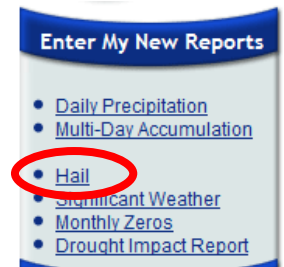 Enter My New Reports
Daily Precipitation
Multi-Day Accumulation
Hail
Significant Weather
Monthly Zeros
Drought Impact Report